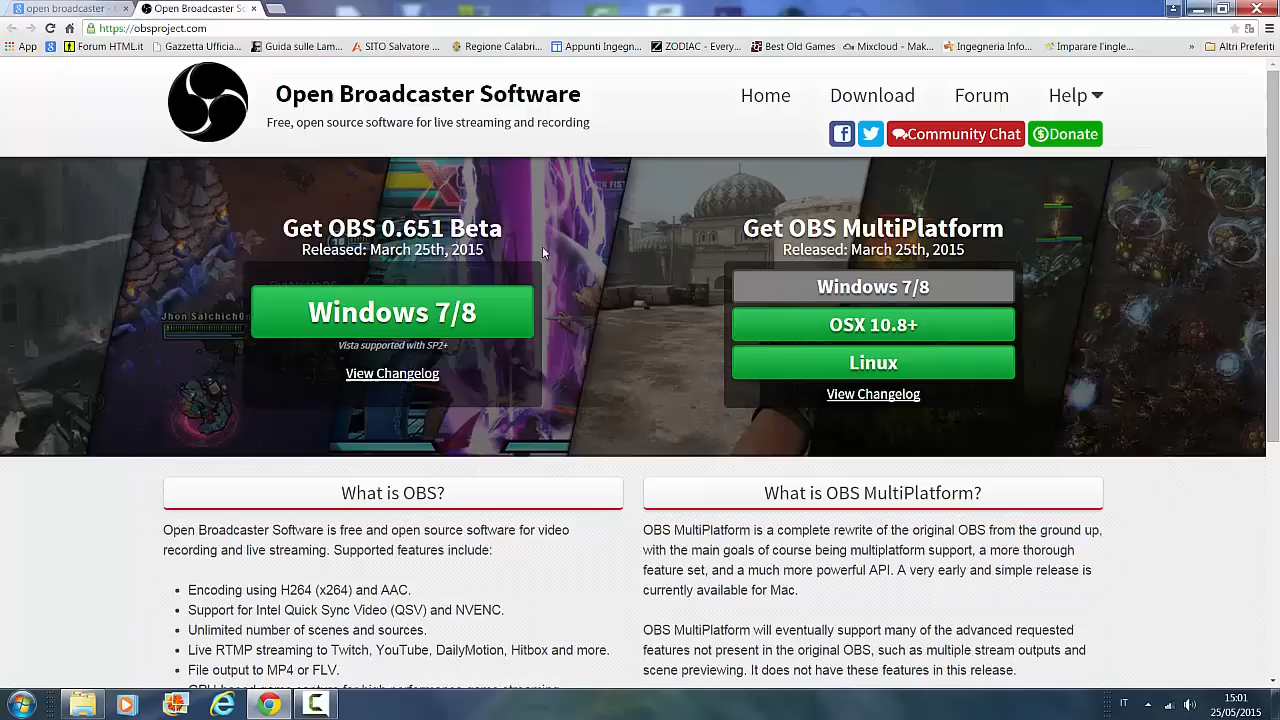 open broadcaster - C
Open Broadcaster So
https://obsproject.com
App
Forum HTML.it
Gazzetta Ufficia...
Guida sulle Lam...
SITO Salvatore ...
Regione Calabri...
Appunti Ingegn...
ZODIAC - Every...
Best Old Games
Mixcloud - Mak...
Ingegneria Info...
Imparare l'ingle...
»
Altri Preferiti
Open Broadcaster Software
Free, open source software for live streaming and recording
Home
Download
Forum
Help
Community Chat
Donate
Get OBS 0.651 Beta
Released: March 25th, 2015
Windows 7/8
Vista supported with SP2+
View Changelog
Jhon Salchich0n
Get OBS MultiPlatform
Released: March 25th, 2015
Windows 7/8
OSX 10.8+
Linux
View Changelog
What is OBS?
Open Broadcaster Software is free and open source software for video
recording and live streaming. Supported features include:
• Encoding using H264 (x264) and AAC.
• Support for Intel Quick Sync Video (QSV) and NVENC.
• Unlimited number of scenes and sources.
• Live RTMP streaming to Twitch, YouTube, DailyMotion, Hitbox and more.
• File output to MP4 or FLV.
What is OBS MultiPlatform?
OBS MultiPlatform is a complete rewrite of the original OBS from the ground up,
with the main goals of course being multiplatform support, a more thorough
feature set, and a much more powerful API. A very early and simple release is
currently available for Mac.
OBS MultiPlatform will eventually support many of the advanced requested
features not present in the original OBS, such as multiple stream outputs and
scene previewing. It does not have these features in this release.
IT
15:01
25/05/2015